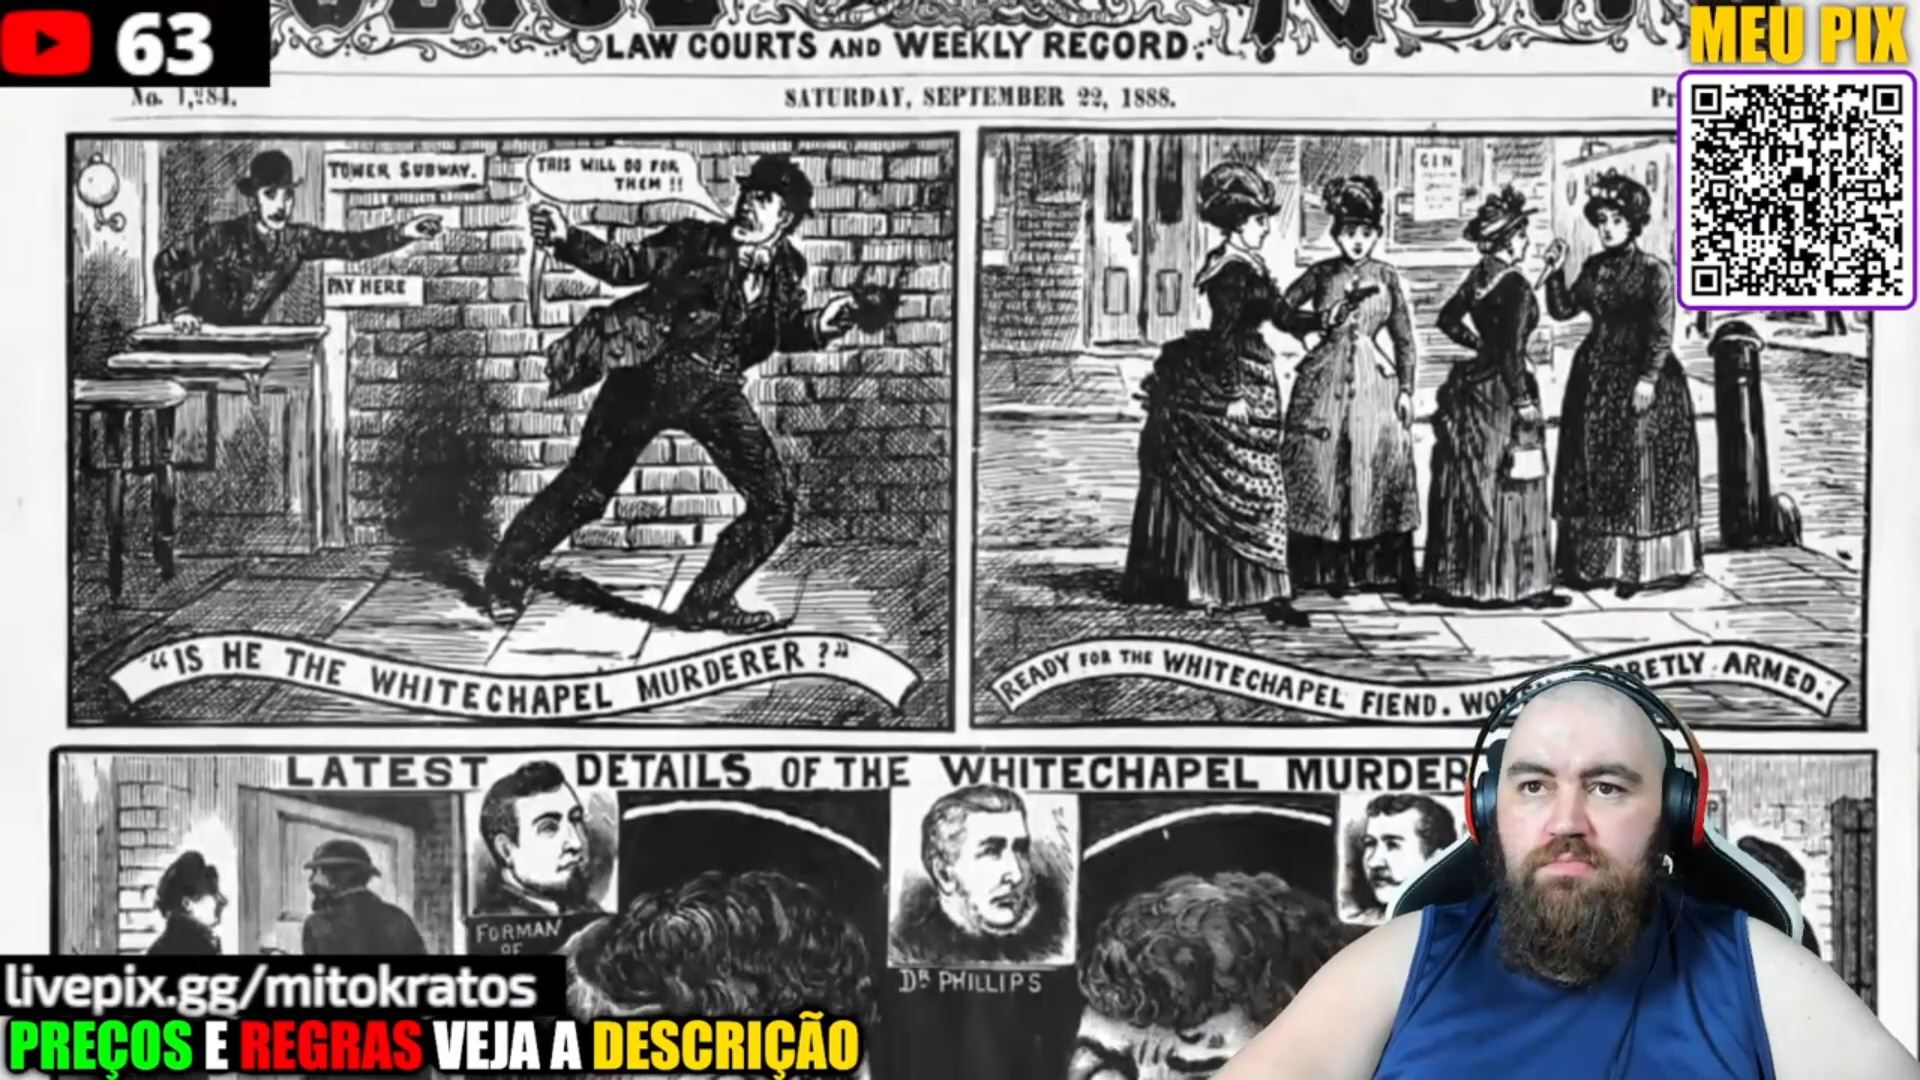 63
LAW COURTS AND WEEKLY RECORD.
MEU PIX
No. 1,284.
SATURDAY, SEPTEMBER 22, 1888.
TOWER SUBWAY.
THIS WILL DO FOR
THEM !!
PAY HERE
GIN
"IS HE THE WHITECHAPEL MURDERER ?"
READY FOR THE WHITECHAPEL FIEND. ARMED.
LATEST DETAILS OF THE WHITECHAPEL
FORMAN
OF
DR PHILLIPS
livepix.gg/mitokratos
PREÇOS E REGRAS VEJA A DESCRIÇÃO